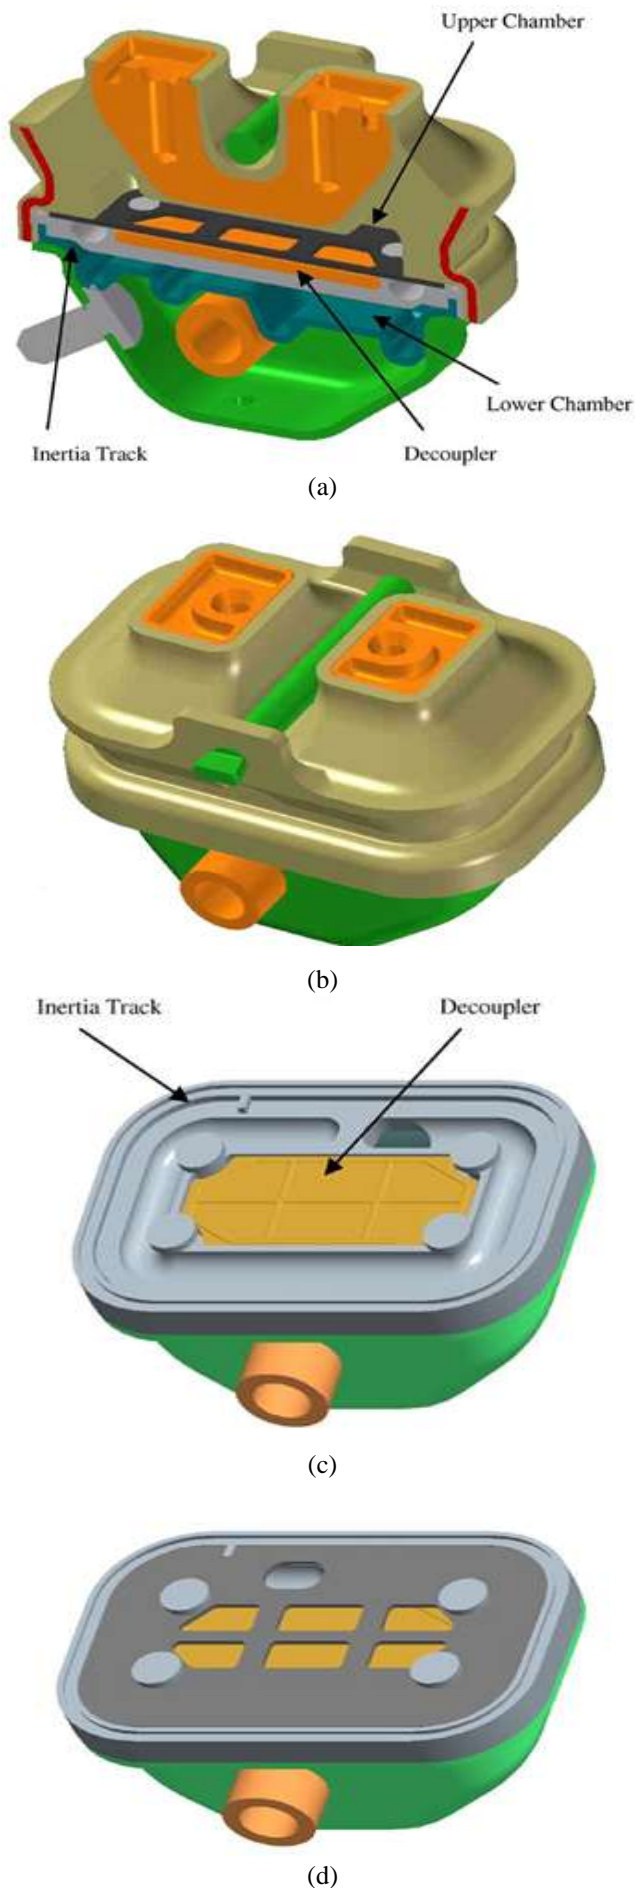 Upper Chamber
Lower Chamber
Inertia Track
Decoupler
(a)
(b)
Inertia Track
Decoupler
(c)
(d)